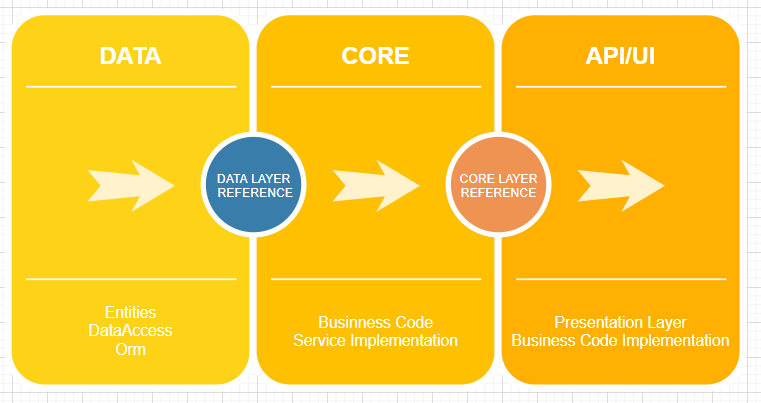 DATA
CORE
API/UI
DATA LAYER
REFERENCE
CORE LAYER
REFERENCE
Entities
DataAccess
Orm
Businness Code
Service Implementation
Presentation Layer
Business Code Implementation